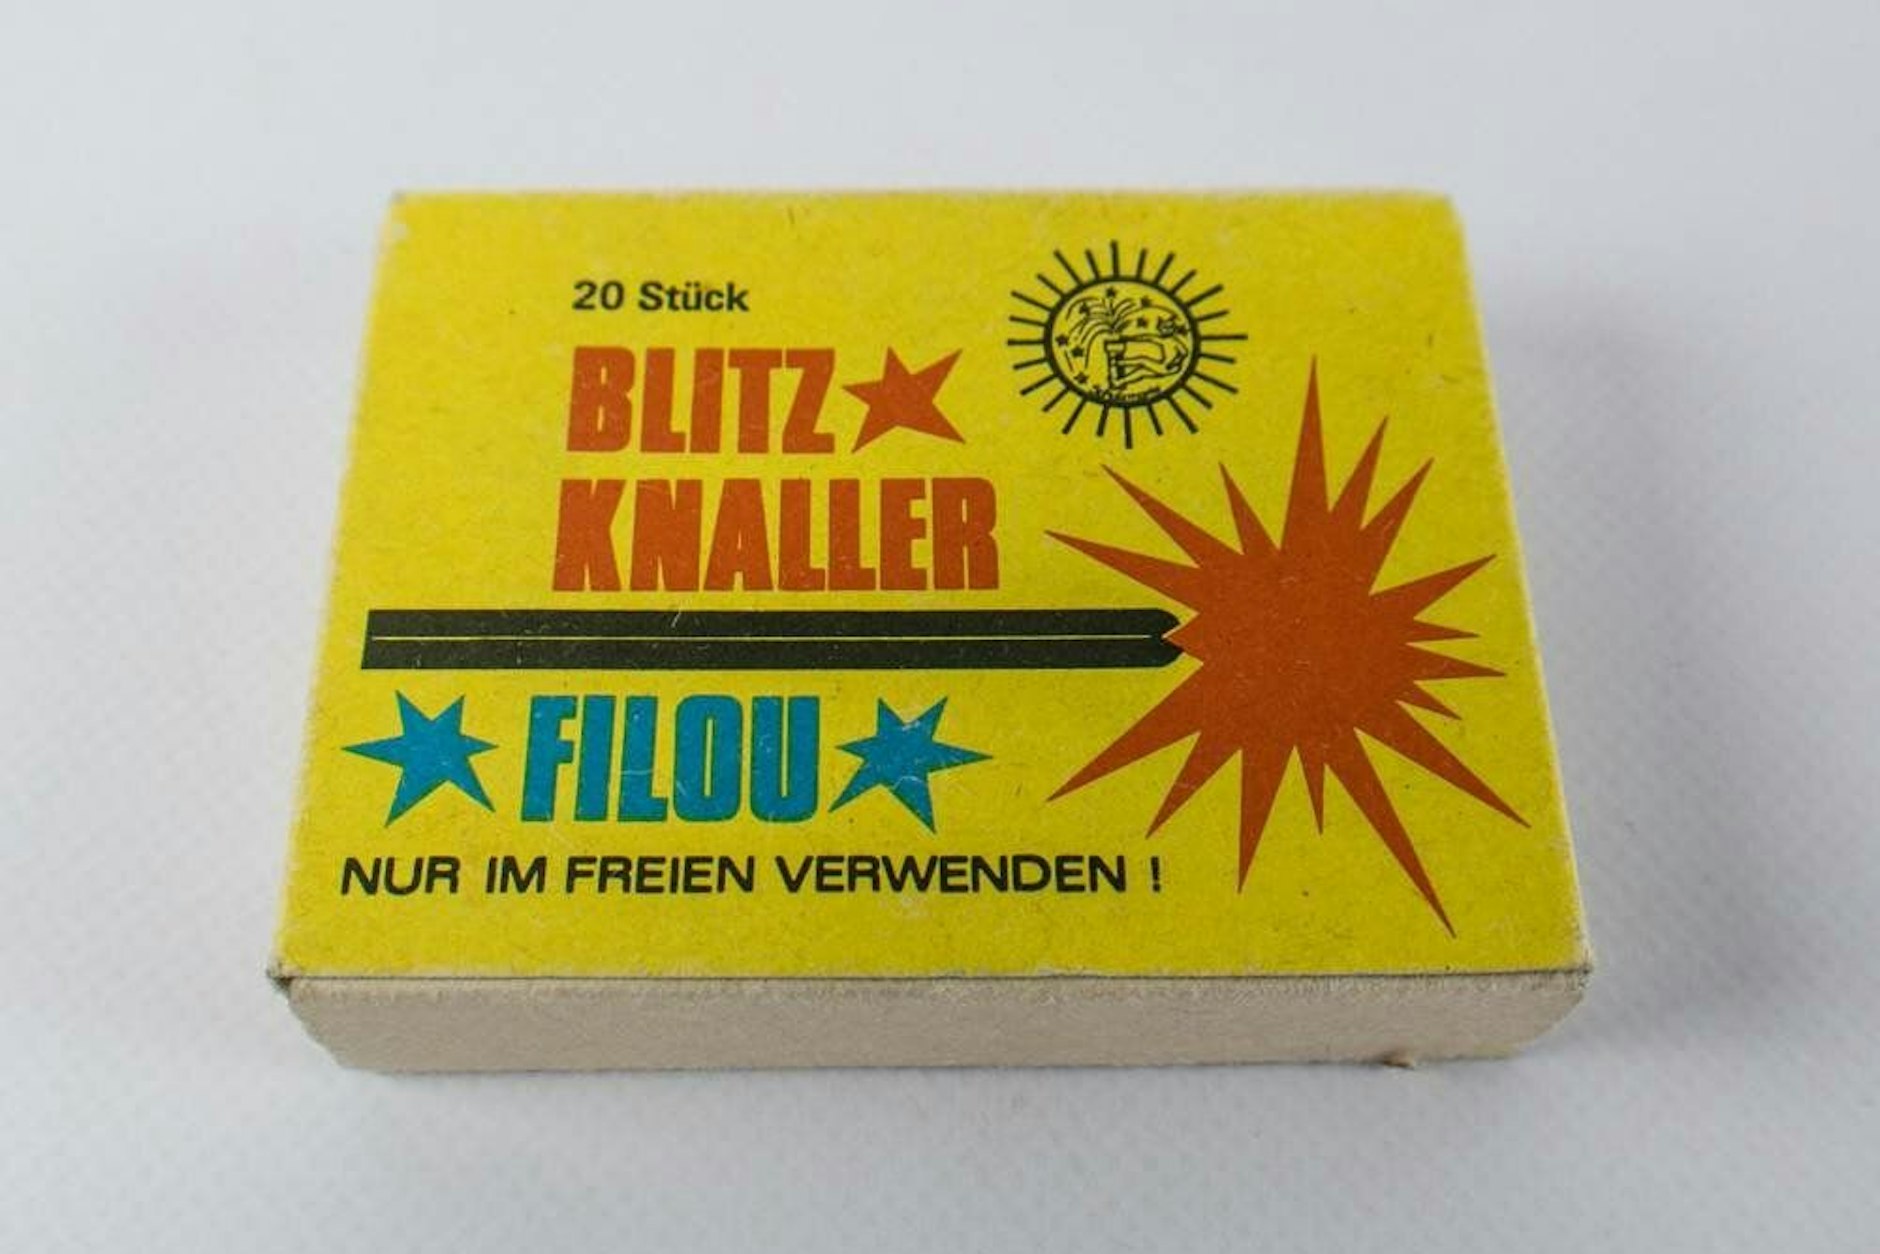 20 Stück
BLITZ
KNALLER
FILOU
NUR IM FREIEN VERWENDEN !